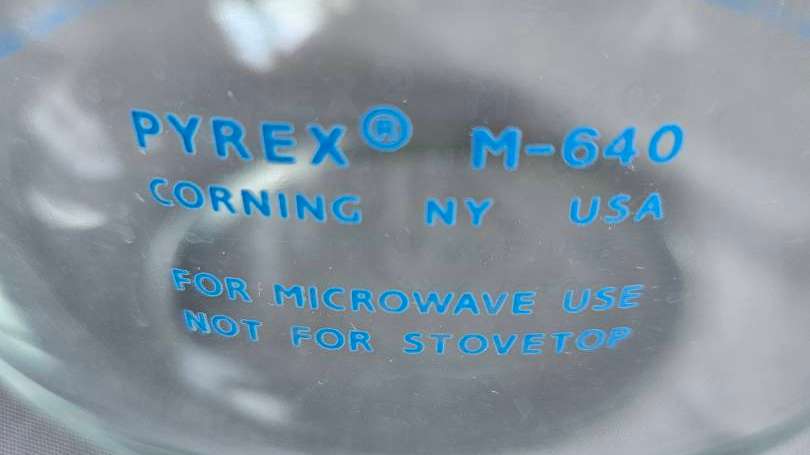 PYREX® M-640
CORNING NY USA
FOR MICROWAVE USE
NOT FOR STOVETOP